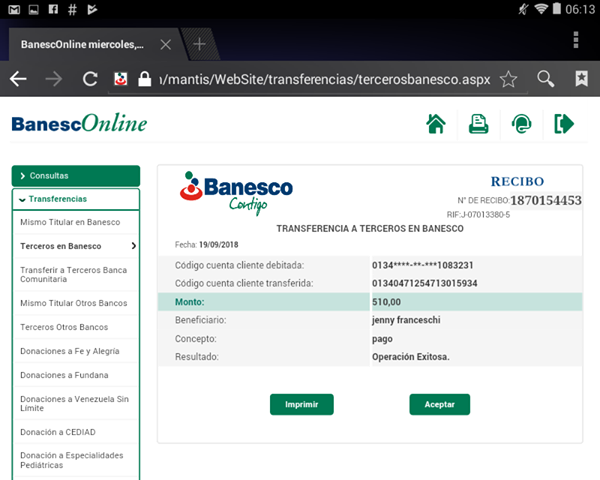 06:13
BanescOnline miercoles,...
/mantis/WebSite/transferencias/tercerosbanesco.aspx
BanescOnline
Consultas
Transferencias
Mismo Titular en Banesco
Terceros en Banesco
Transferir a Terceros Banca
Comunitaria
Mismo Titular Otros Bancos
Terceros Otros Bancos
Donaciones a Fe y Alegría
Donaciones a Fundana
Donaciones a Venezuela Sin
Límite
Donación a CEDIAD
Donación a Especialidades
Pediátricas
Banesco
Contigo
RECIBO
N° DE RECIBO: 1870154453
RIF:J-07013380-5
TRANSFERENCIA A TERCEROS EN BANESCO
Fecha: 19/09/2018
Código cuenta cliente debitada: 0134****-**-***1083231
Código cuenta cliente transferida: 01340471254713015934
Monto: 510,00
Beneficiario: jenny franceschi
Concepto: pago
Resultado: Operación Exitosa.
Imprimir
Aceptar